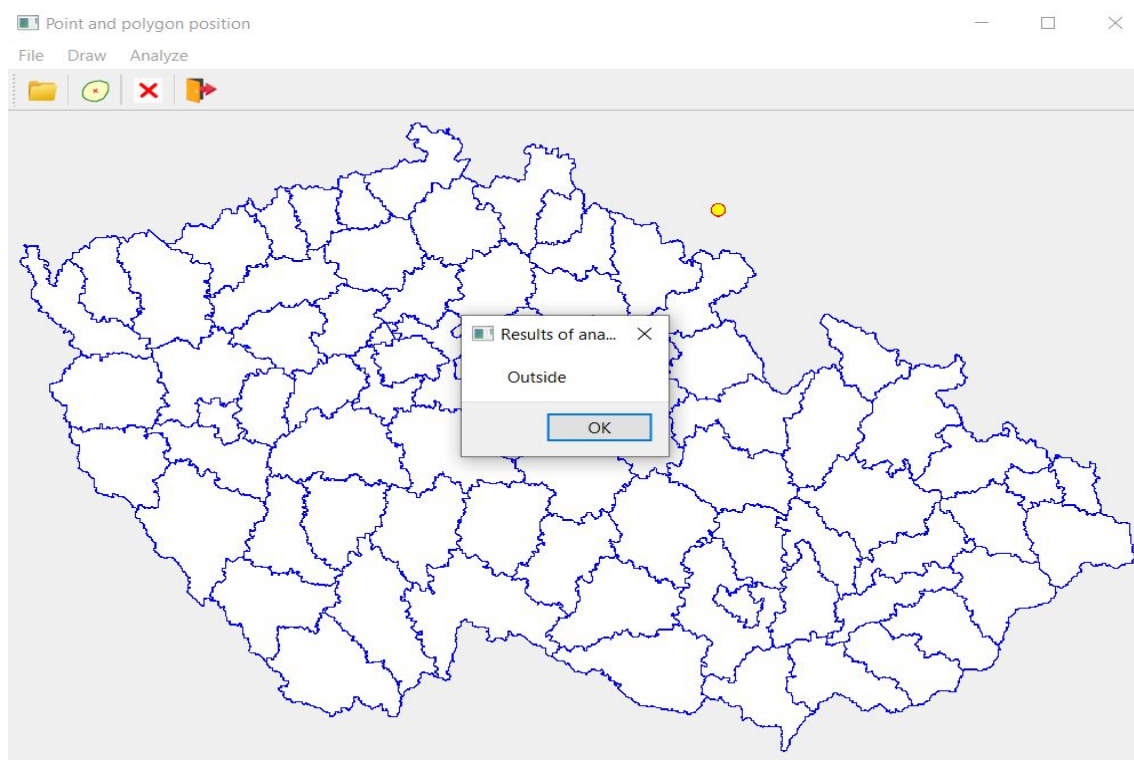 Point and polygon position
File Draw Analyze
Results of ana...
Outside
OK